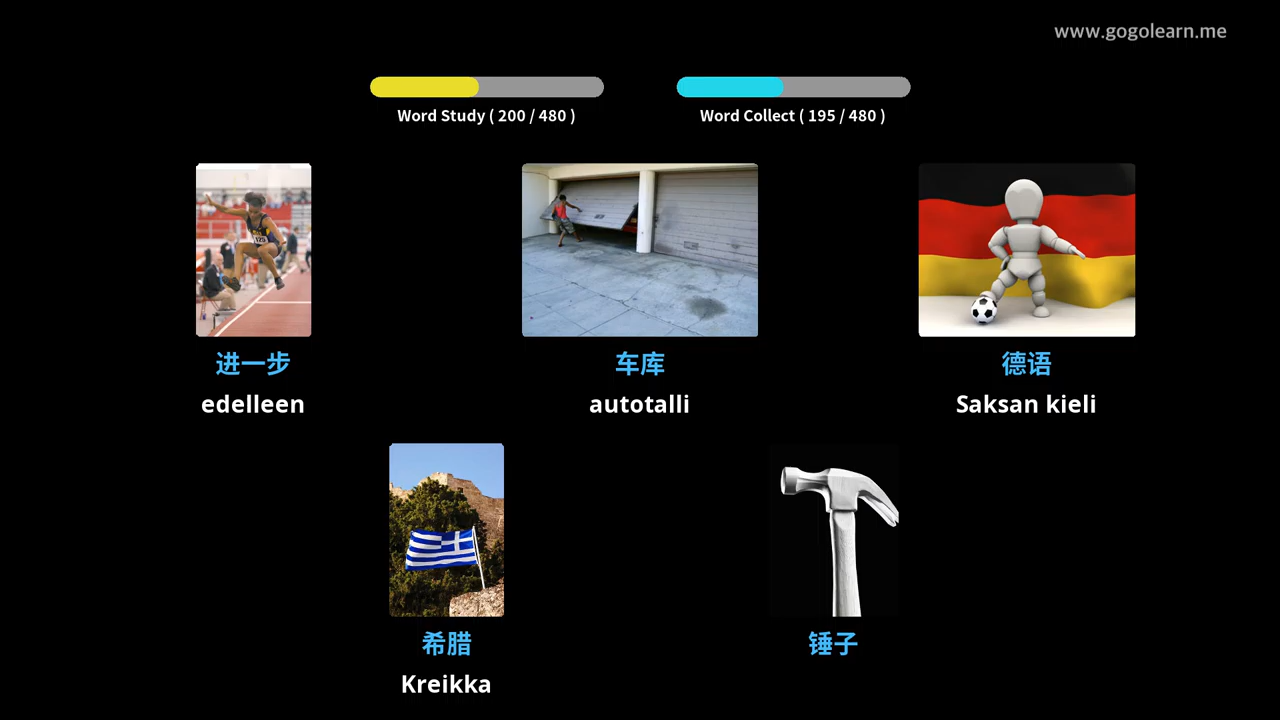 www.gogolearn.me
Word Study ( 200 / 480 )
Word Collect ( 195 / 480 )
进一步
edelleen
车库
autotalli
德语
Saksan kieli
希腊
Kreikka
锤子